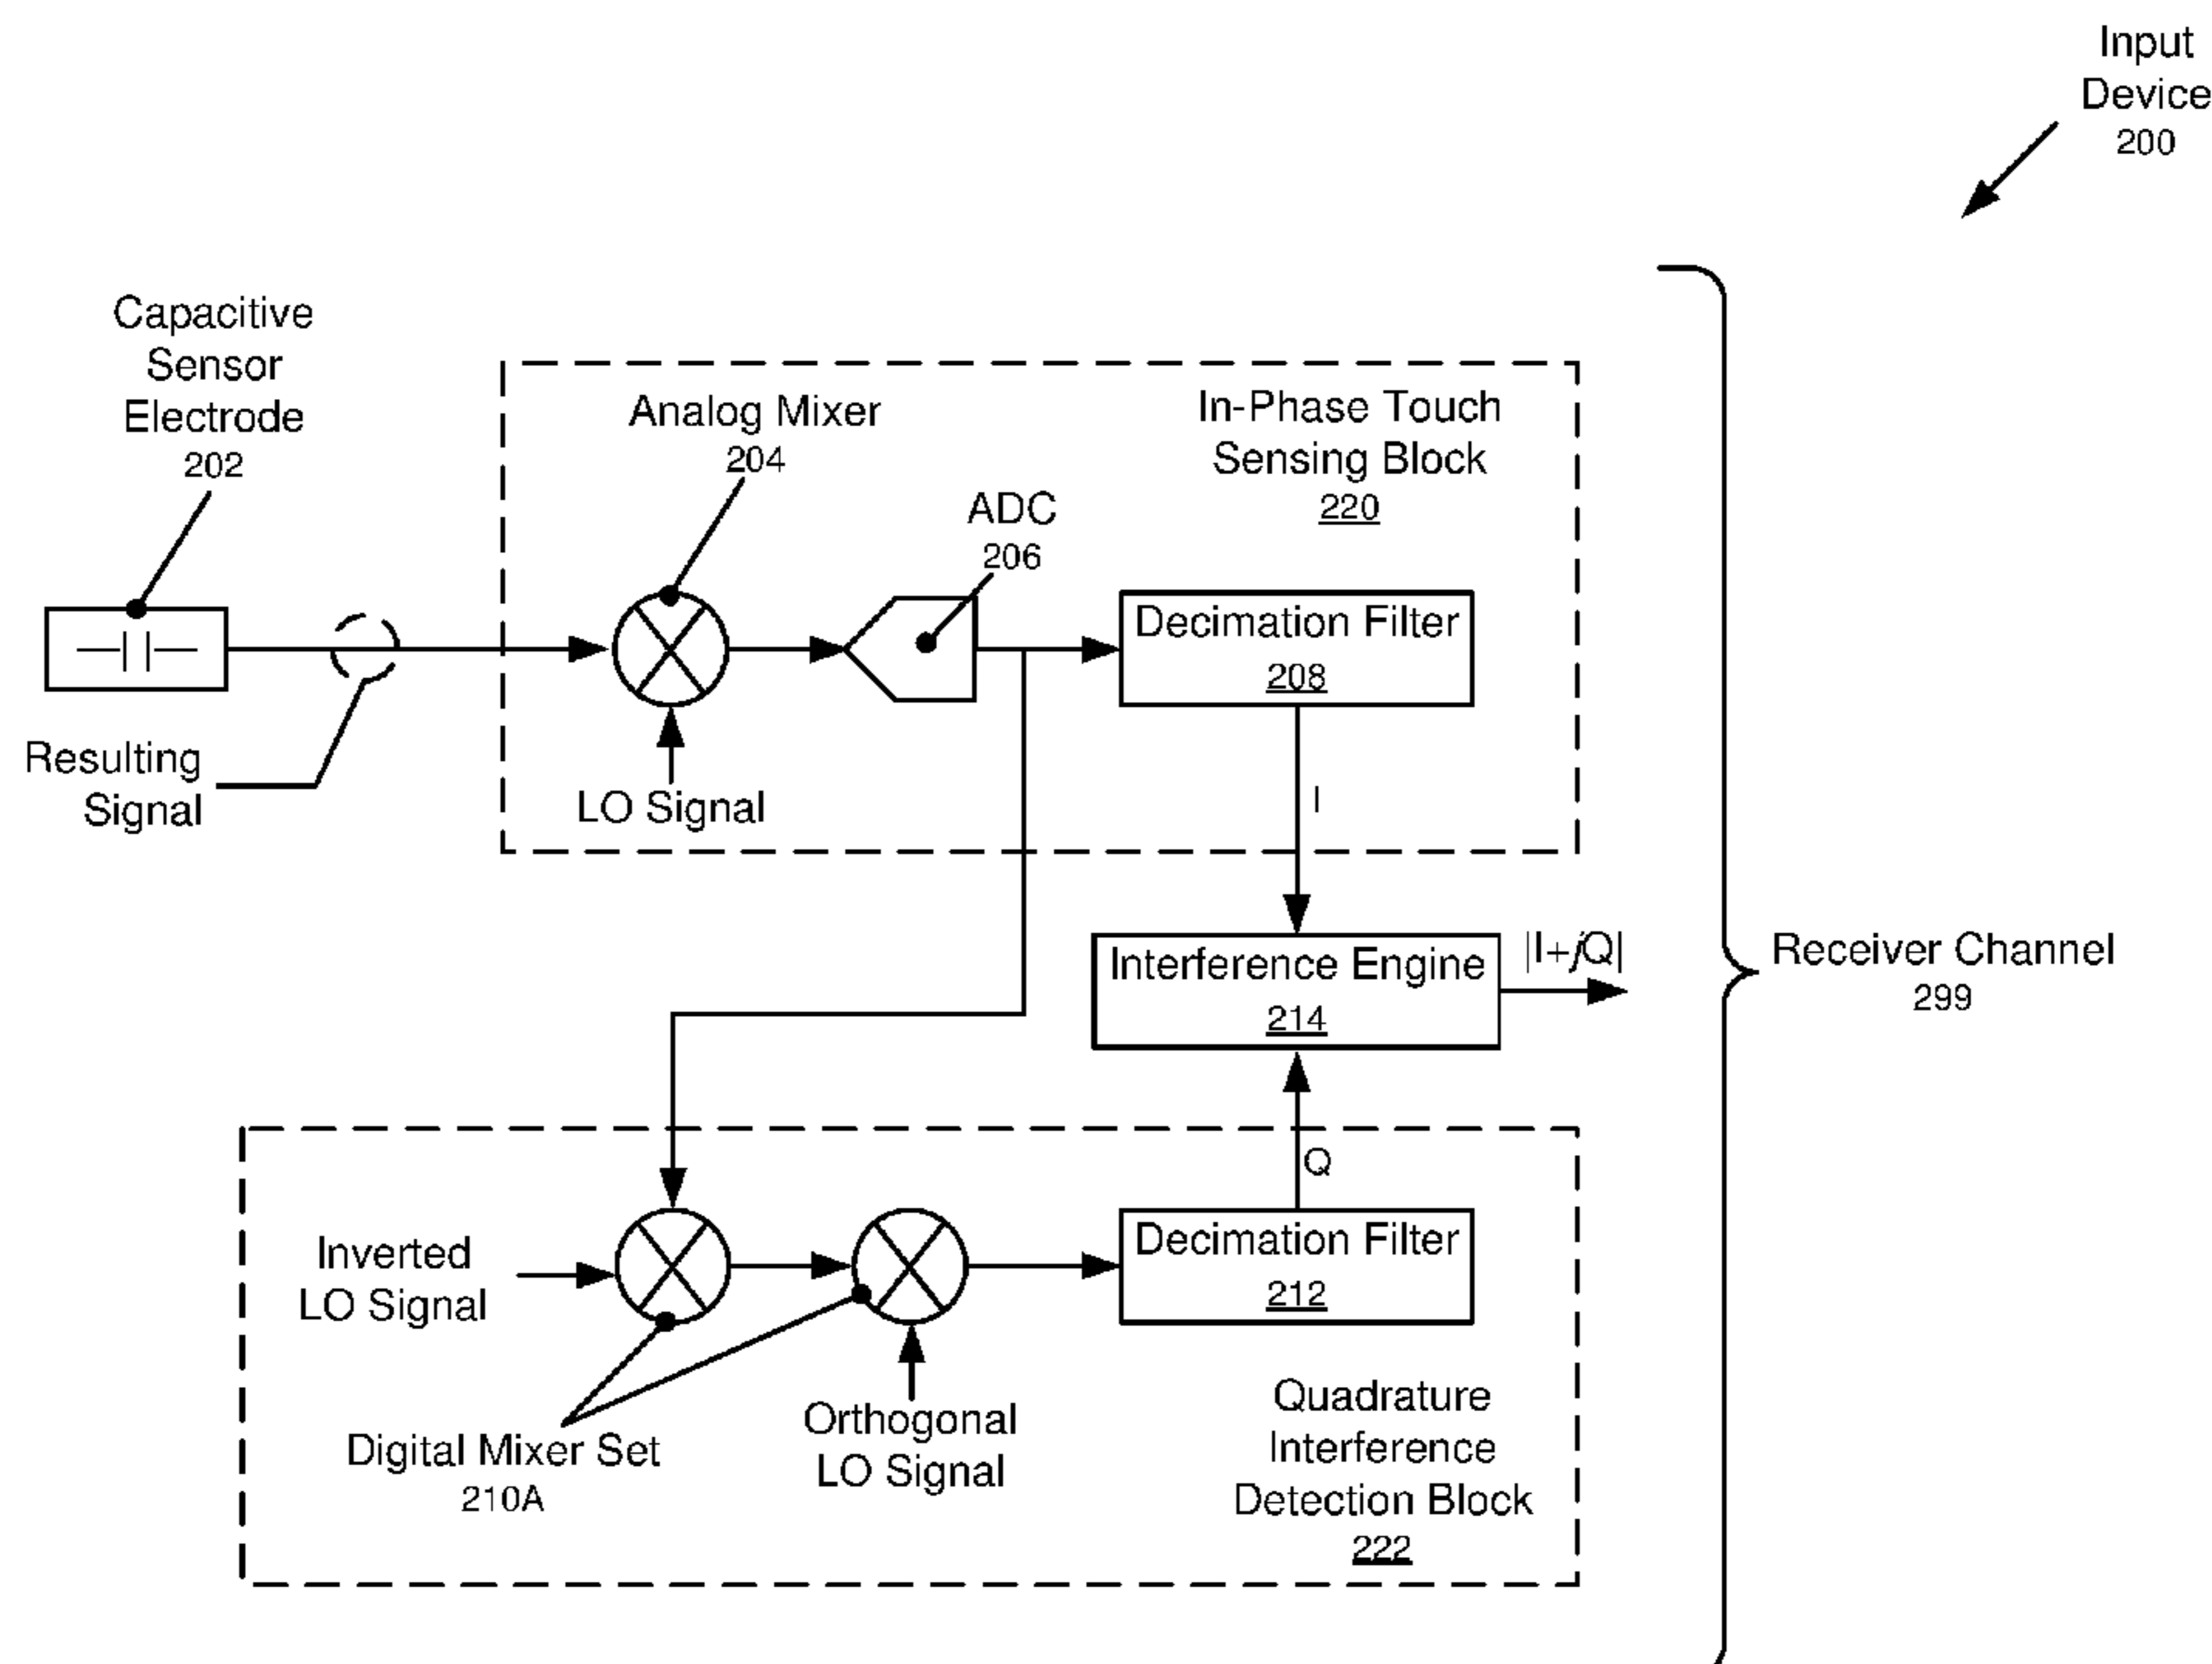 Input
Device
200
Capacitive
Sensor
Electrode
202
Analog Mixer
204
In-Phase Touch
Sensing Block
220
ADC
206
Decimation Filter
208
Resulting
Signal
LO Signal
I
Interference Engine
214
|I+jQ|
Receiver Channel
299
Q
Inverted
LO Signal
Decimation Filter
212
Digital Mixer Set
210A
Orthogonal
LO Signal
Quadrature
Interference
Detection Block
222